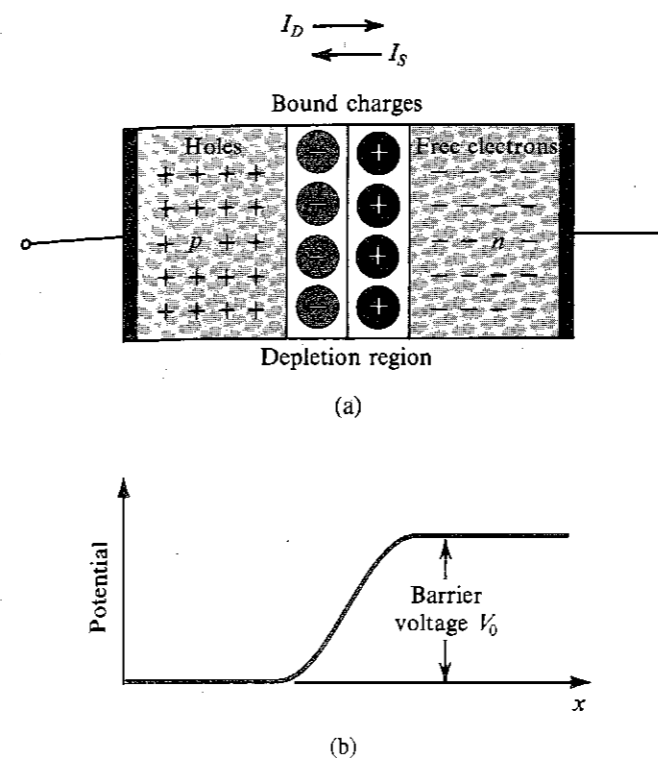 I_D
I_S
Bound charges
Holes Free electrons
− − + + + + − + − − − −
+ + + + − + − − − −
+ p + + − + − − n −
+ + + + − + − − − −
+ + + +
Depletion region
(a)
Potential
Barrier
voltage V_0
x
(b)